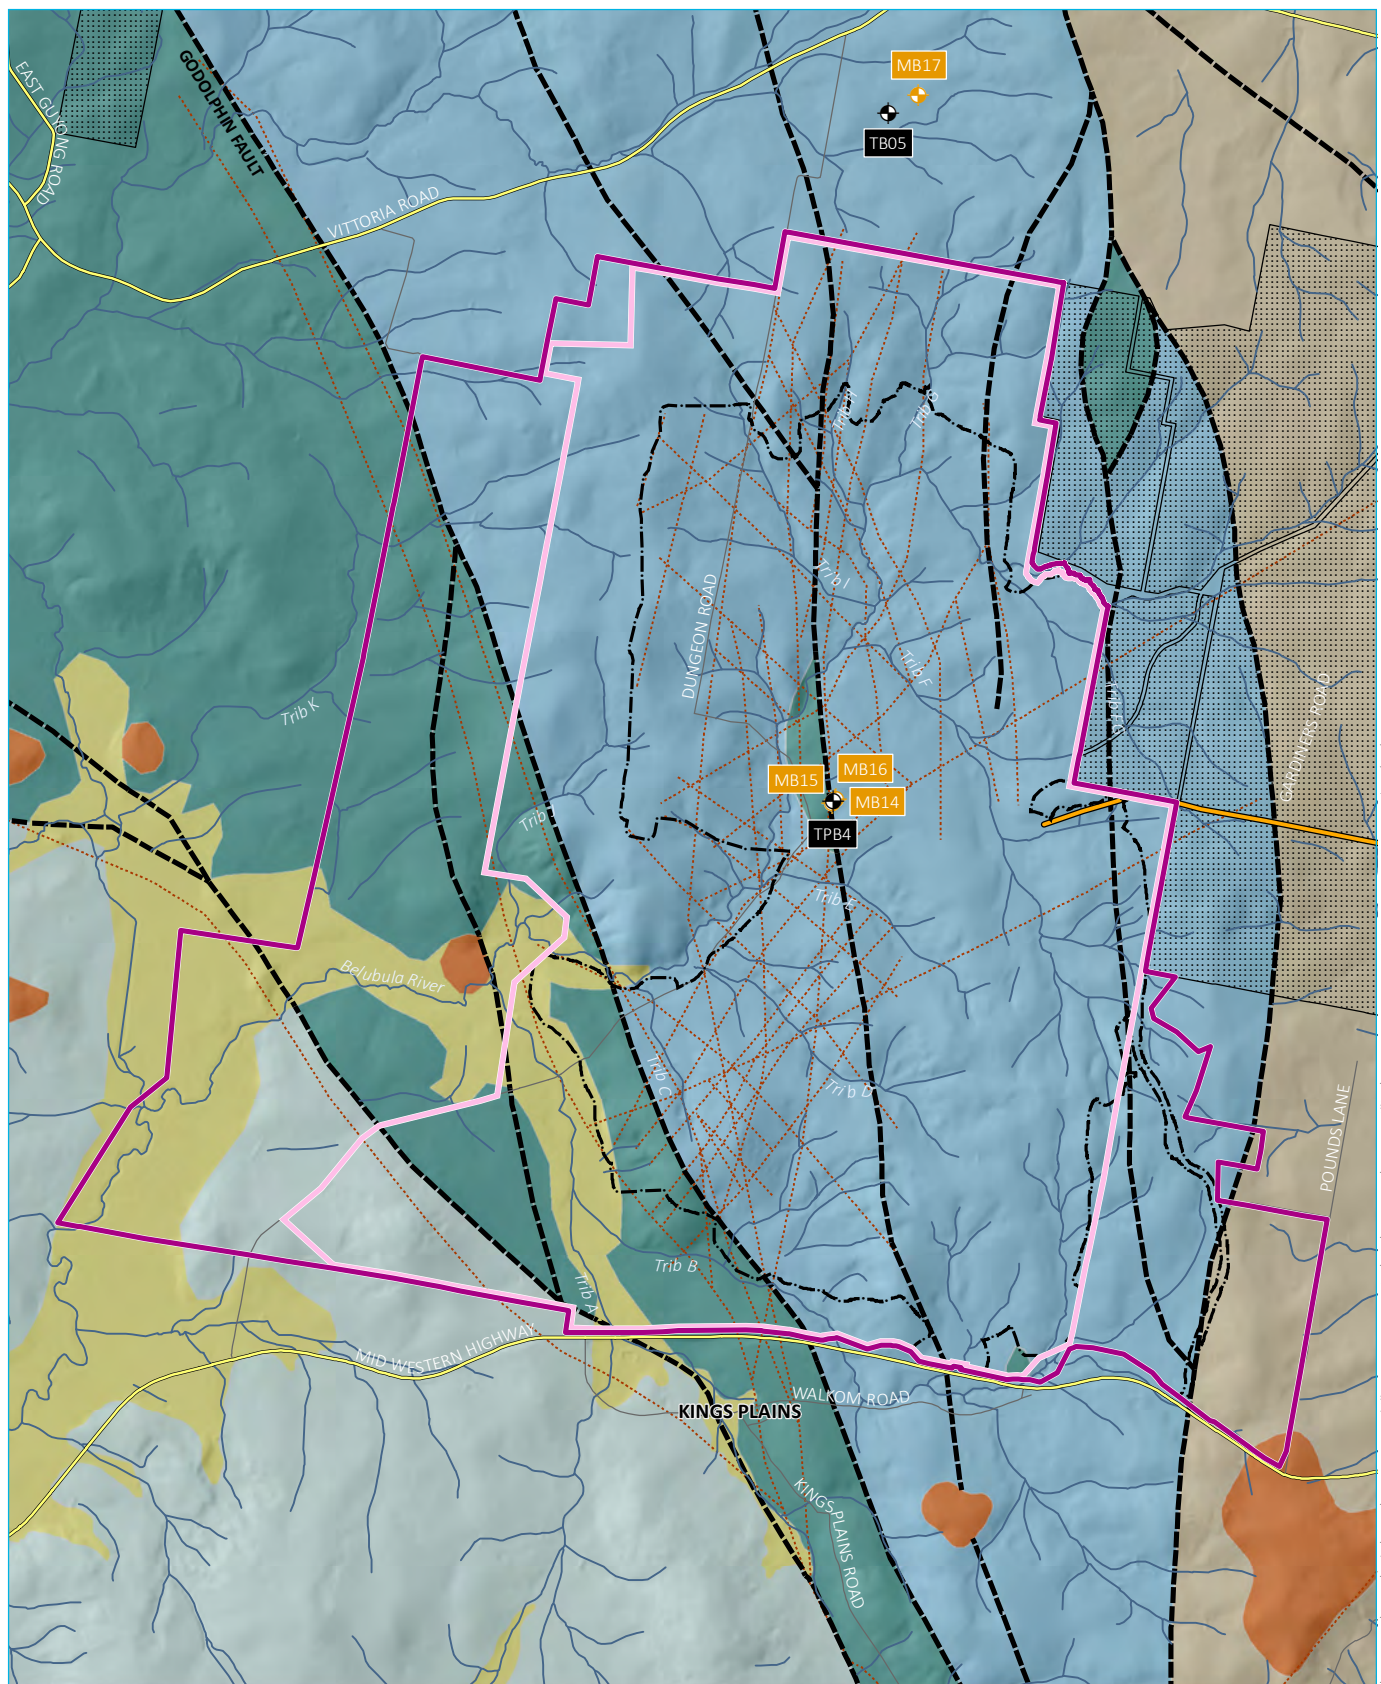 MB17
TB05
EAST GUYONG ROAD
GODOLPHIN FAULT
VITTORIA ROAD
Trib H
Trib G
Trib I
DUNGEON ROAD
Trib F
Trib K
GARDINERS ROAD
MB16
MB15
MB14
TPB4
Trib E
Belubula River
Trib C
Trib D
POUNDS LANE
Trib B
Trib A
MID WESTERN HIGHWAY
WALKOM ROAD
KINGS PLAINS
KINGS PLAINS ROAD